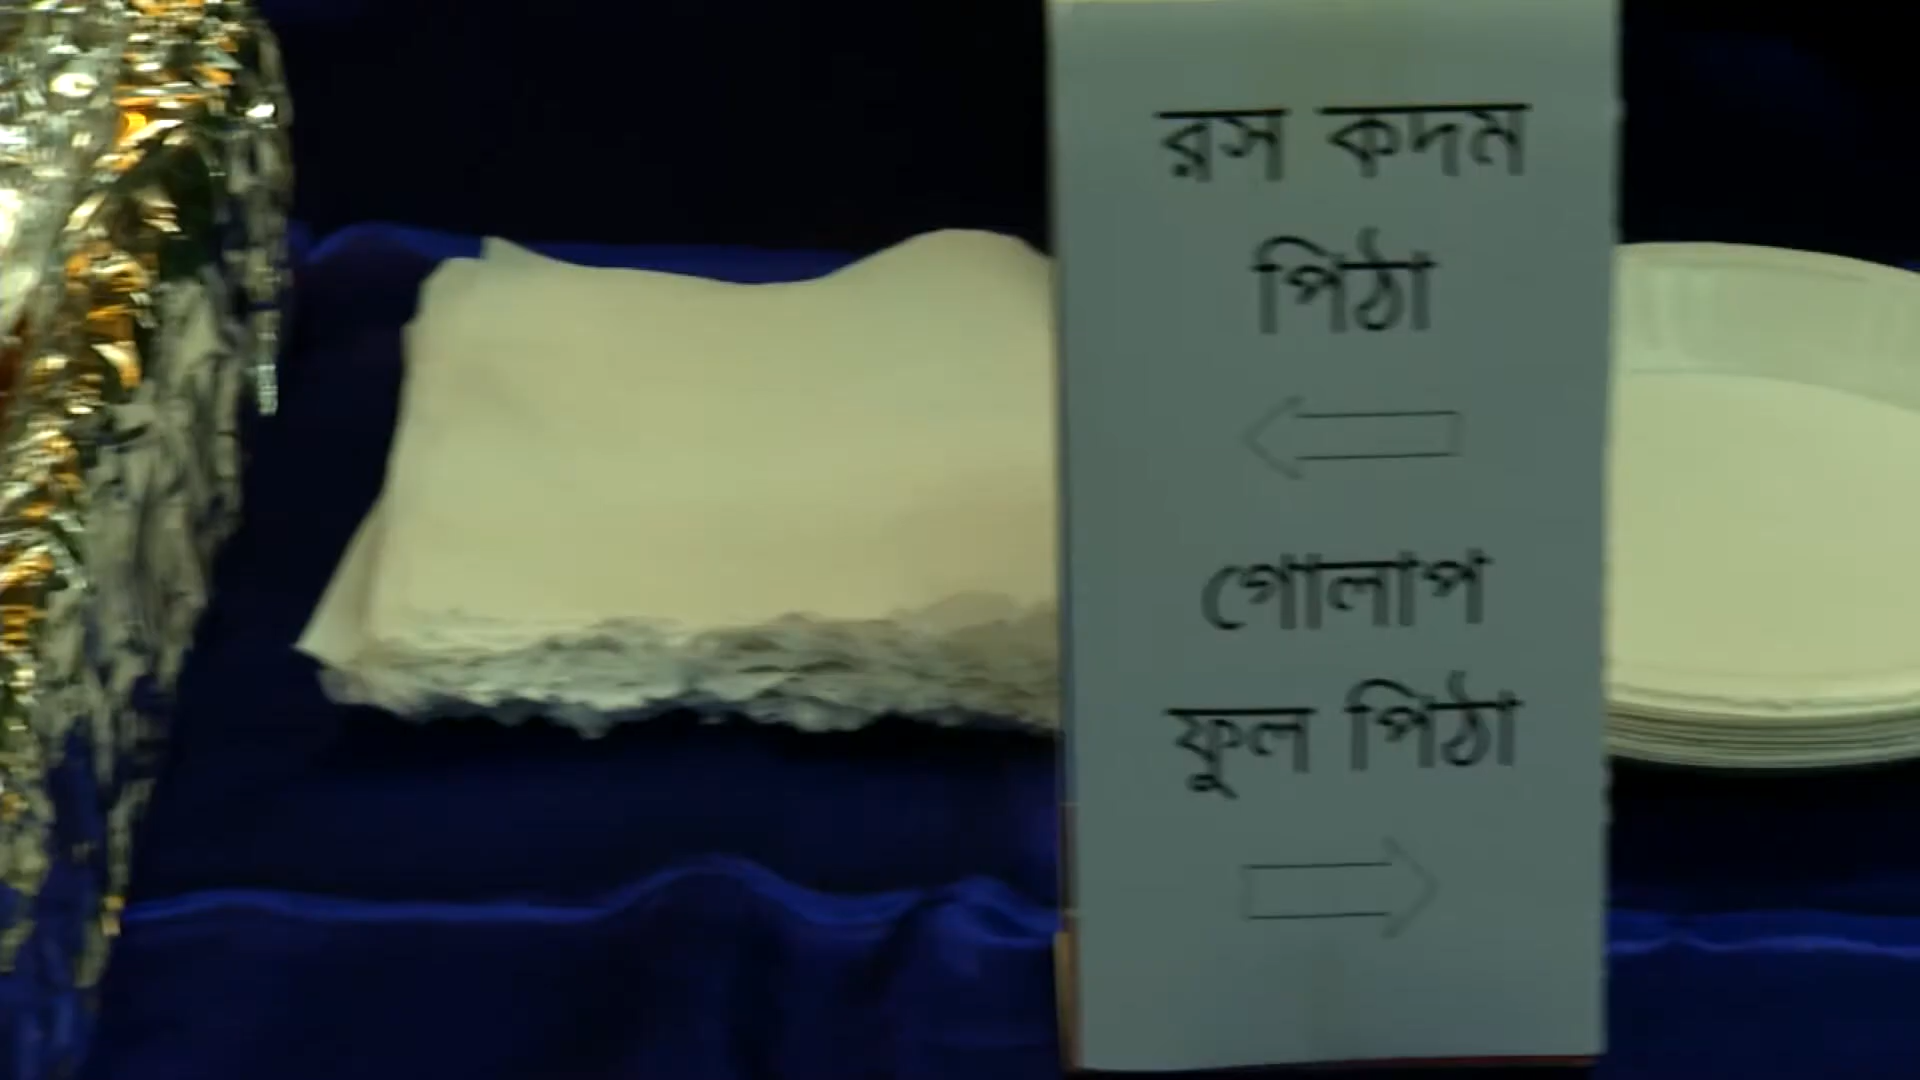 রস কদম
পিঠা
গোলাপ
ফুল পিঠা